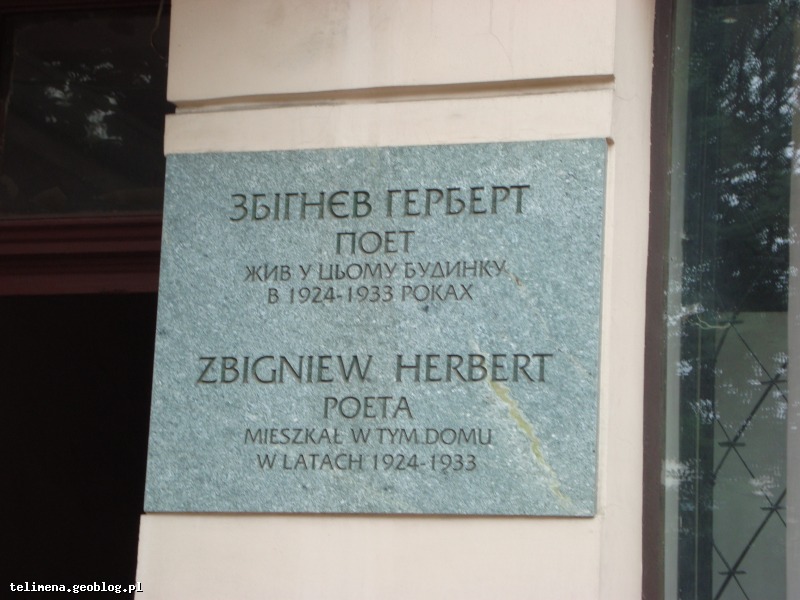 ЗБІГНЄВ ГЕРБЕРТ
ПОЕТ
ЖИВ У ЦЬОМУ БУДИНКУ
В 1924-1933 РОКАХ
ZBIGNIEW HERBERT
POETA
MIESZKAŁ W TYM DOMU
W LATACH 1924-1933
telimena.geoblog.pl